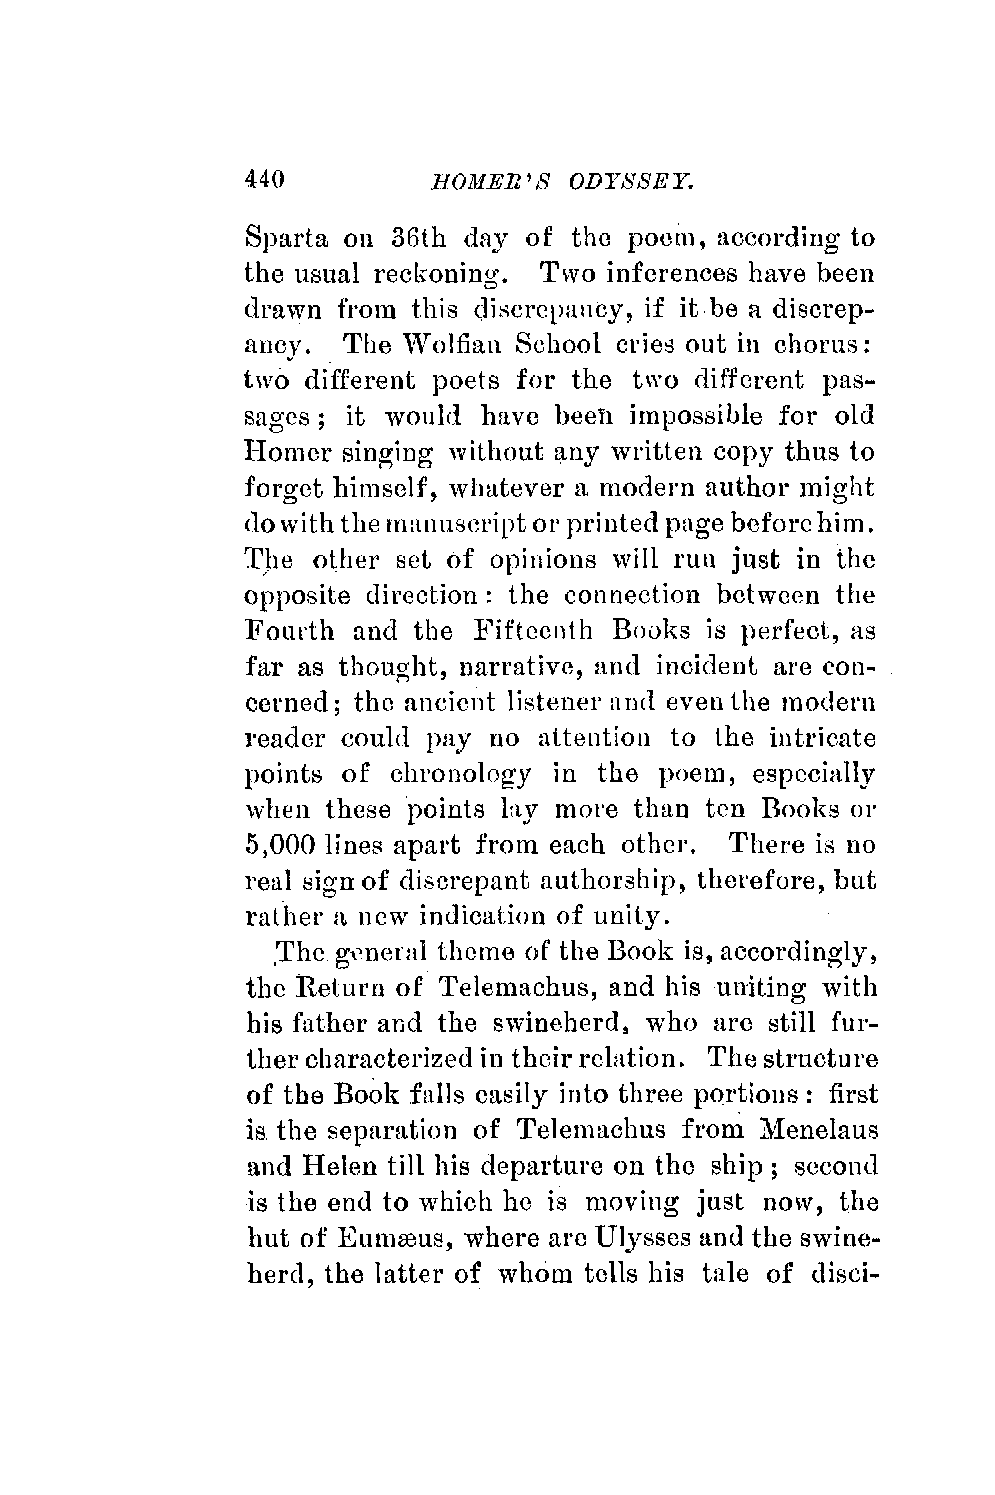 440 HOMER'S ODYSSEY.
Sparta on 36th day of the poem, according to
the usual reckoning. Two inferences have been
drawn from this discrepancy, if it be a discrep-
ancy. The Wolfian School cries out in chorus:
two different poets for the two different pas-
sages; it would have been impossible for old
Homer singing without any written copy thus to
forget himself, whatever a modern author might
do with the manuscript or printed page before him.
The other set of opinions will run just in the
opposite direction: the connection between the
Fourth and the Fifteenth Books is perfect, as
far as thought, narrative, and incident are con-
cerned; the ancient listener and even the modern
reader could pay no attention to the intricate
points of chronology in the poem, especially
when these points lay more than ten Books or
5,000 lines apart from each other. There is no
real sign of discrepant authorship, therefore, but
rather a new indication of unity.
The general theme of the Book is, accordingly,
the Return of Telemachus, and his uniting with
his father and the swineherd, who are still fur-
ther characterized in their relation. The structure
of the Book falls easily into three portions: first
is the separation of Telemachus from Menelaus
and Helen till his departure on the ship; second
is the end to which he is moving just now, the
hut of Eumæus, where are Ulysses and the swine-
herd, the latter of whom tells his tale of disci-